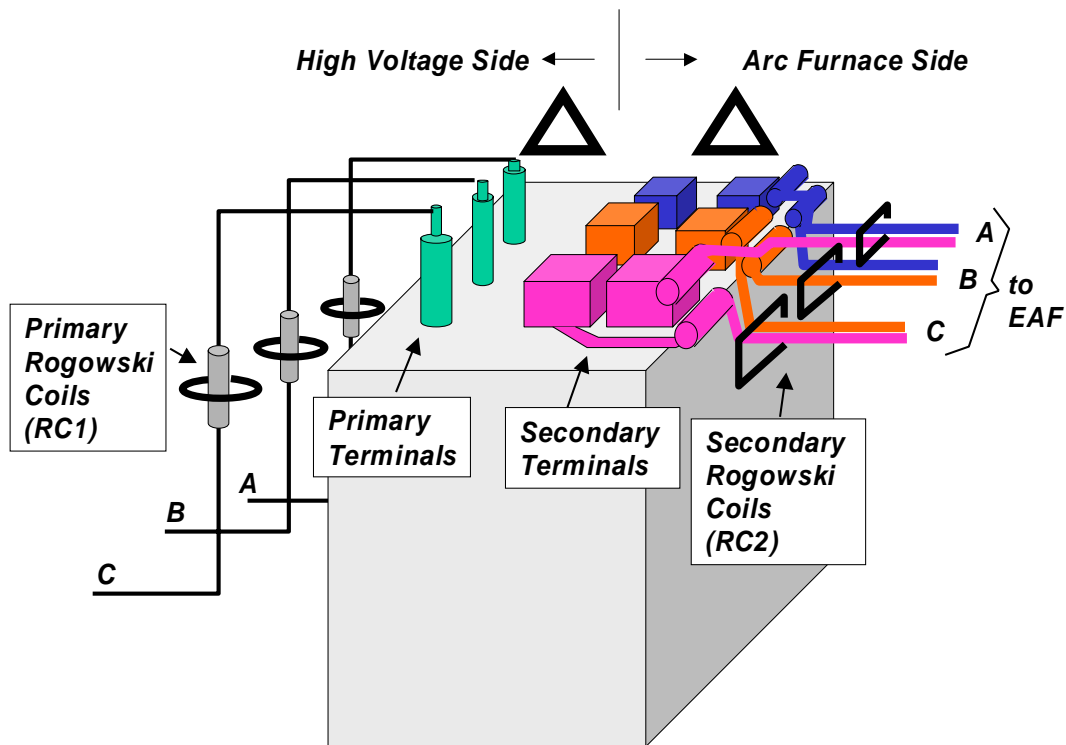 High Voltage Side
Arc Furnace Side
Primary
Rogowski
Coils
(RC1)
Primary
Terminals
Secondary
Terminals
Secondary
Rogowski
Coils
(RC2)
A
B
C
A
B
C
to
EAF